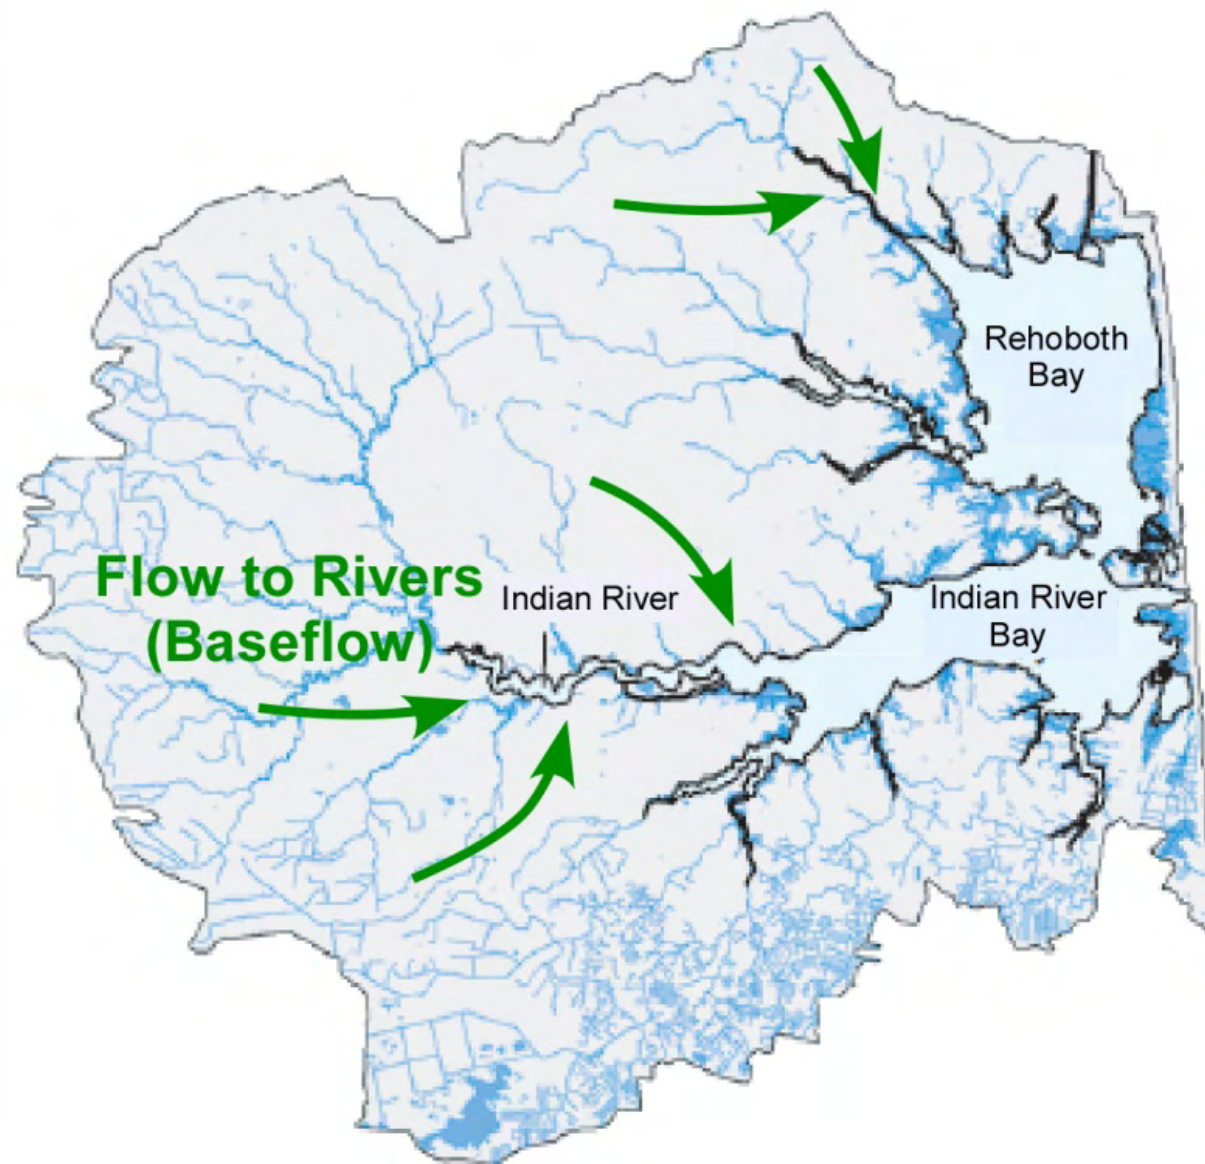 Rehoboth
Bay
Flow to Rivers
(Baseflow)
Indian River
Indian River
Bay